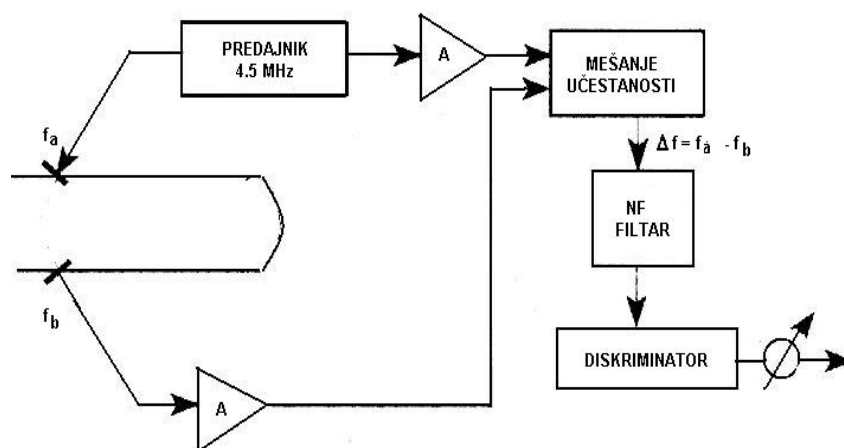 PREDAJNIK
4.5 MHz
A
MEŠANJE
UČESTANOSTI
fa
Δf = fa - fb
NF
FILTAR
fb
DISKRIMINATOR
A